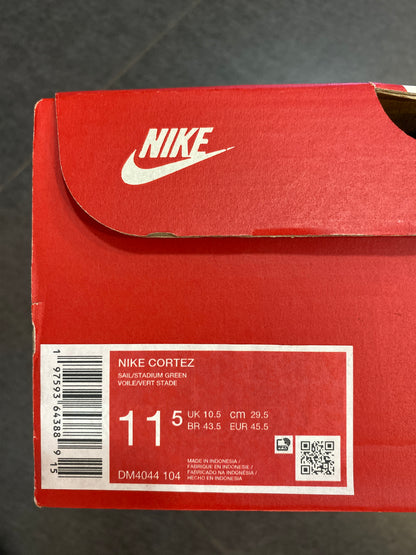 NIKE
NIKE CORTEZ
SAIL/STADIUM GREEN
VOILE/VERT STADE
11 5 UK 10.5 CM 29.5
BR 43.5 EUR 45.5
MADE IN INDONESIA /
FABRIQUE EN INDONESIE /
FABRICADO NA INDONÉSIA /
HECHO EN INDONESIA
DM4044 104
1 97593 64388 9 15